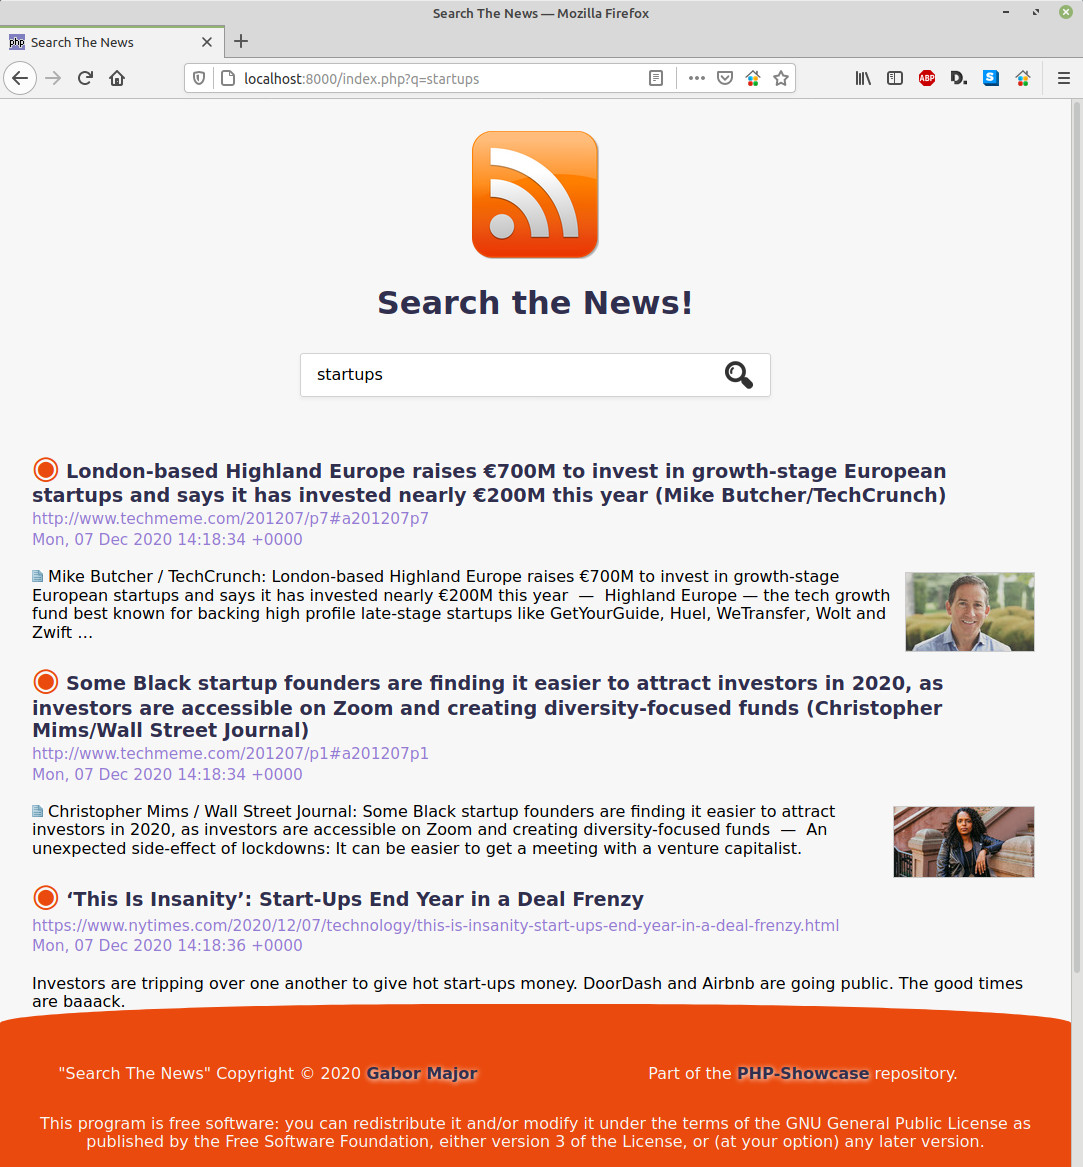 Search The News — Mozilla Firefox
php Search The News
localhost:8000/index.php?q=startups
ABP D. S
Search the News!
startups
London-based Highland Europe raises €700M to invest in growth-stage European
startups and says it has invested nearly €200M this year (Mike Butcher/TechCrunch)
http://www.techmeme.com/201207/p7#a201207p7
Mon, 07 Dec 2020 14:18:34 +0000
Mike Butcher / TechCrunch: London-based Highland Europe raises €700M to invest in growth-stage
European startups and says it has invested nearly €200M this year  —  Highland Europe — the tech growth
fund best known for backing high profile late-stage startups like GetYourGuide, Huel, WeTransfer, Wolt and
Zwift …
Some Black startup founders are finding it easier to attract investors in 2020, as
investors are accessible on Zoom and creating diversity-focused funds (Christopher
Mims/Wall Street Journal)
http://www.techmeme.com/201207/p1#a201207p1
Mon, 07 Dec 2020 14:18:34 +0000
Christopher Mims / Wall Street Journal: Some Black startup founders are finding it easier to attract
investors in 2020, as investors are accessible on Zoom and creating diversity-focused funds  —  An
unexpected side-effect of lockdowns: It can be easier to get a meeting with a venture capitalist.
‘This Is Insanity’: Start-Ups End Year in a Deal Frenzy
https://www.nytimes.com/2020/12/07/technology/this-is-insanity-start-ups-end-year-in-a-deal-frenzy.html
Mon, 07 Dec 2020 14:18:36 +0000
Investors are tripping over one another to give hot start-ups money. DoorDash and Airbnb are going public. The good times
are baaack.
"Search The News" Copyright © 2020 Gabor Major
Part of the PHP-Showcase repository.
This program is free software: you can redistribute it and/or modify it under the terms of the GNU General Public License as
published by the Free Software Foundation, either version 3 of the License, or (at your option) any later version.